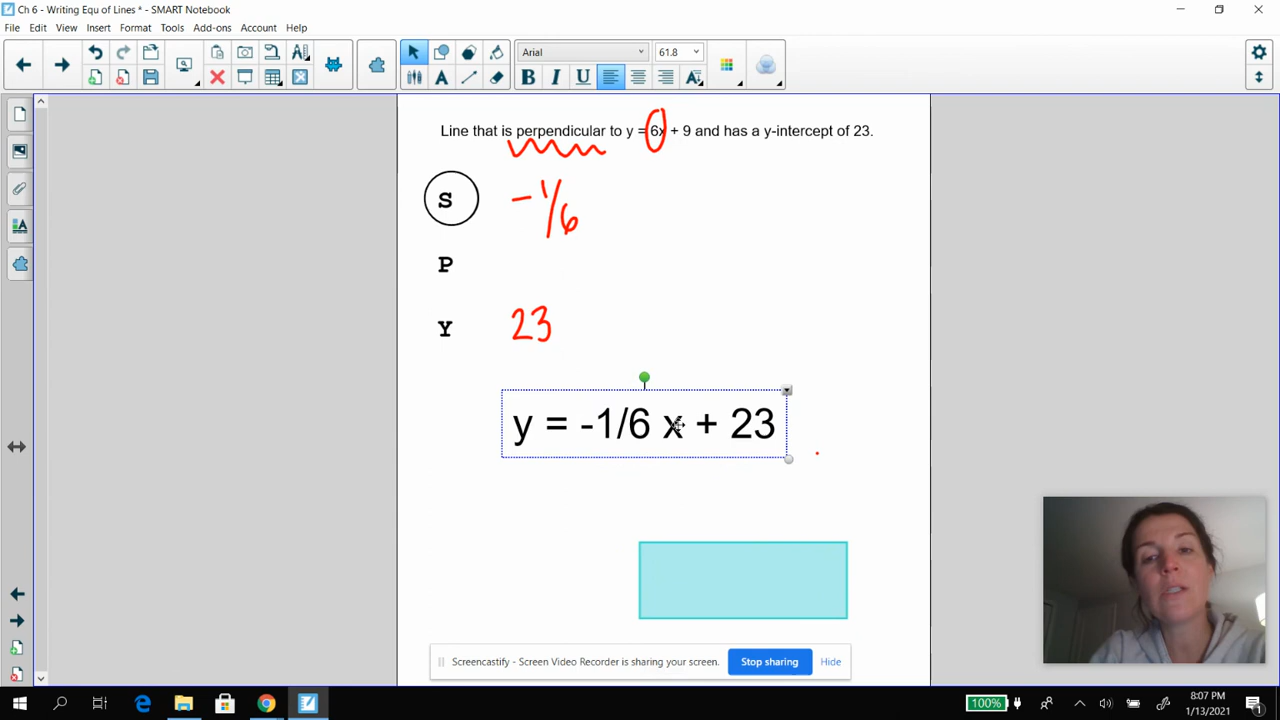 Ch 6 - Writing Equ of Lines * - SMART Notebook
File Edit View Insert Format Tools Add-ons Account Help
Arial 61.8
B I U
Line that is perpendicular to y = 6x + 9 and has a y-intercept of 23.
S -1/6
P
Y 23
y = -1/6 x + 23
Screencastify - Screen Video Recorder is sharing your screen. Stop sharing Hide
100% 8:07 PM
1/13/2021